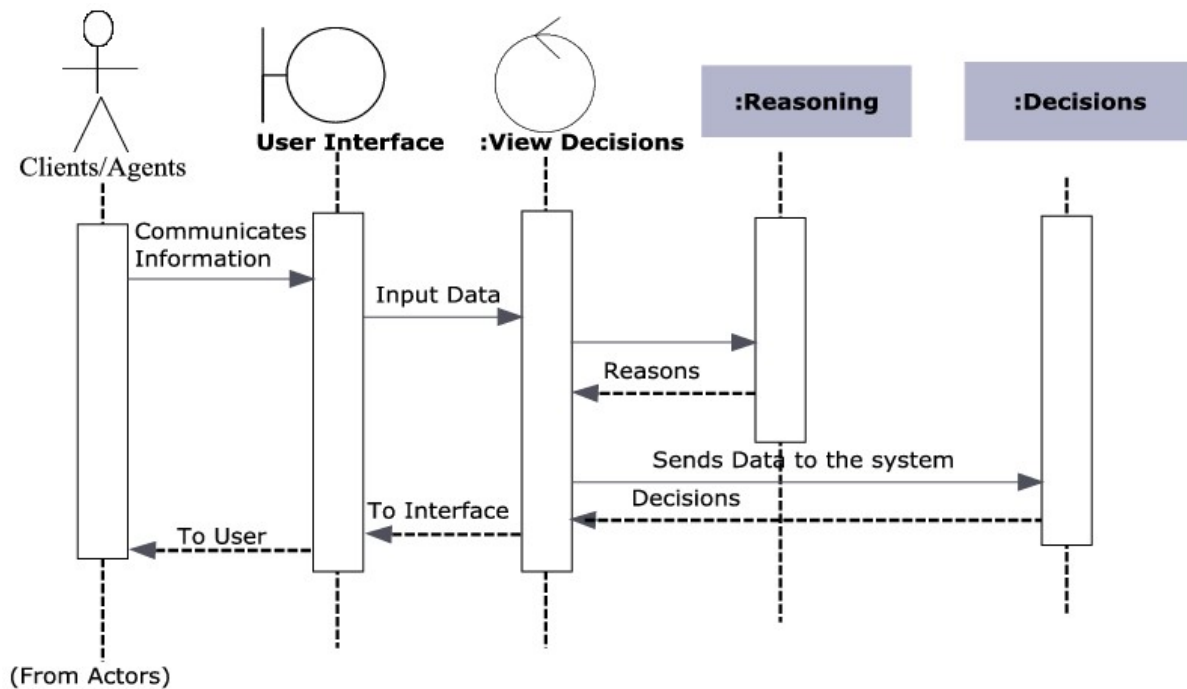 :Reasoning
:Decisions
User Interface
:View Decisions
Clients/Agents
Communicates
Information
Input Data
Reasons
Sends Data to the system
Decisions
To Interface
To User
(From Actors)